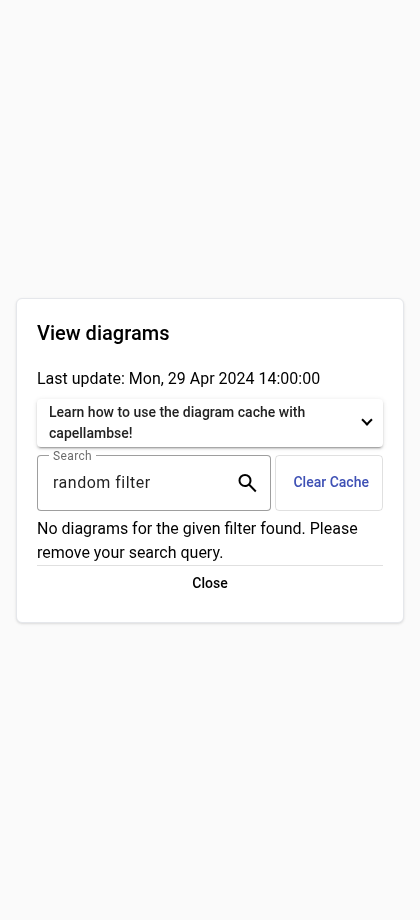 View diagrams
Last update: Mon, 29 Apr 2024 14:00:00
Learn how to use the diagram cache with
capellambse!
Search
random filter
Clear Cache
No diagrams for the given filter found. Please
remove your search query.
Close